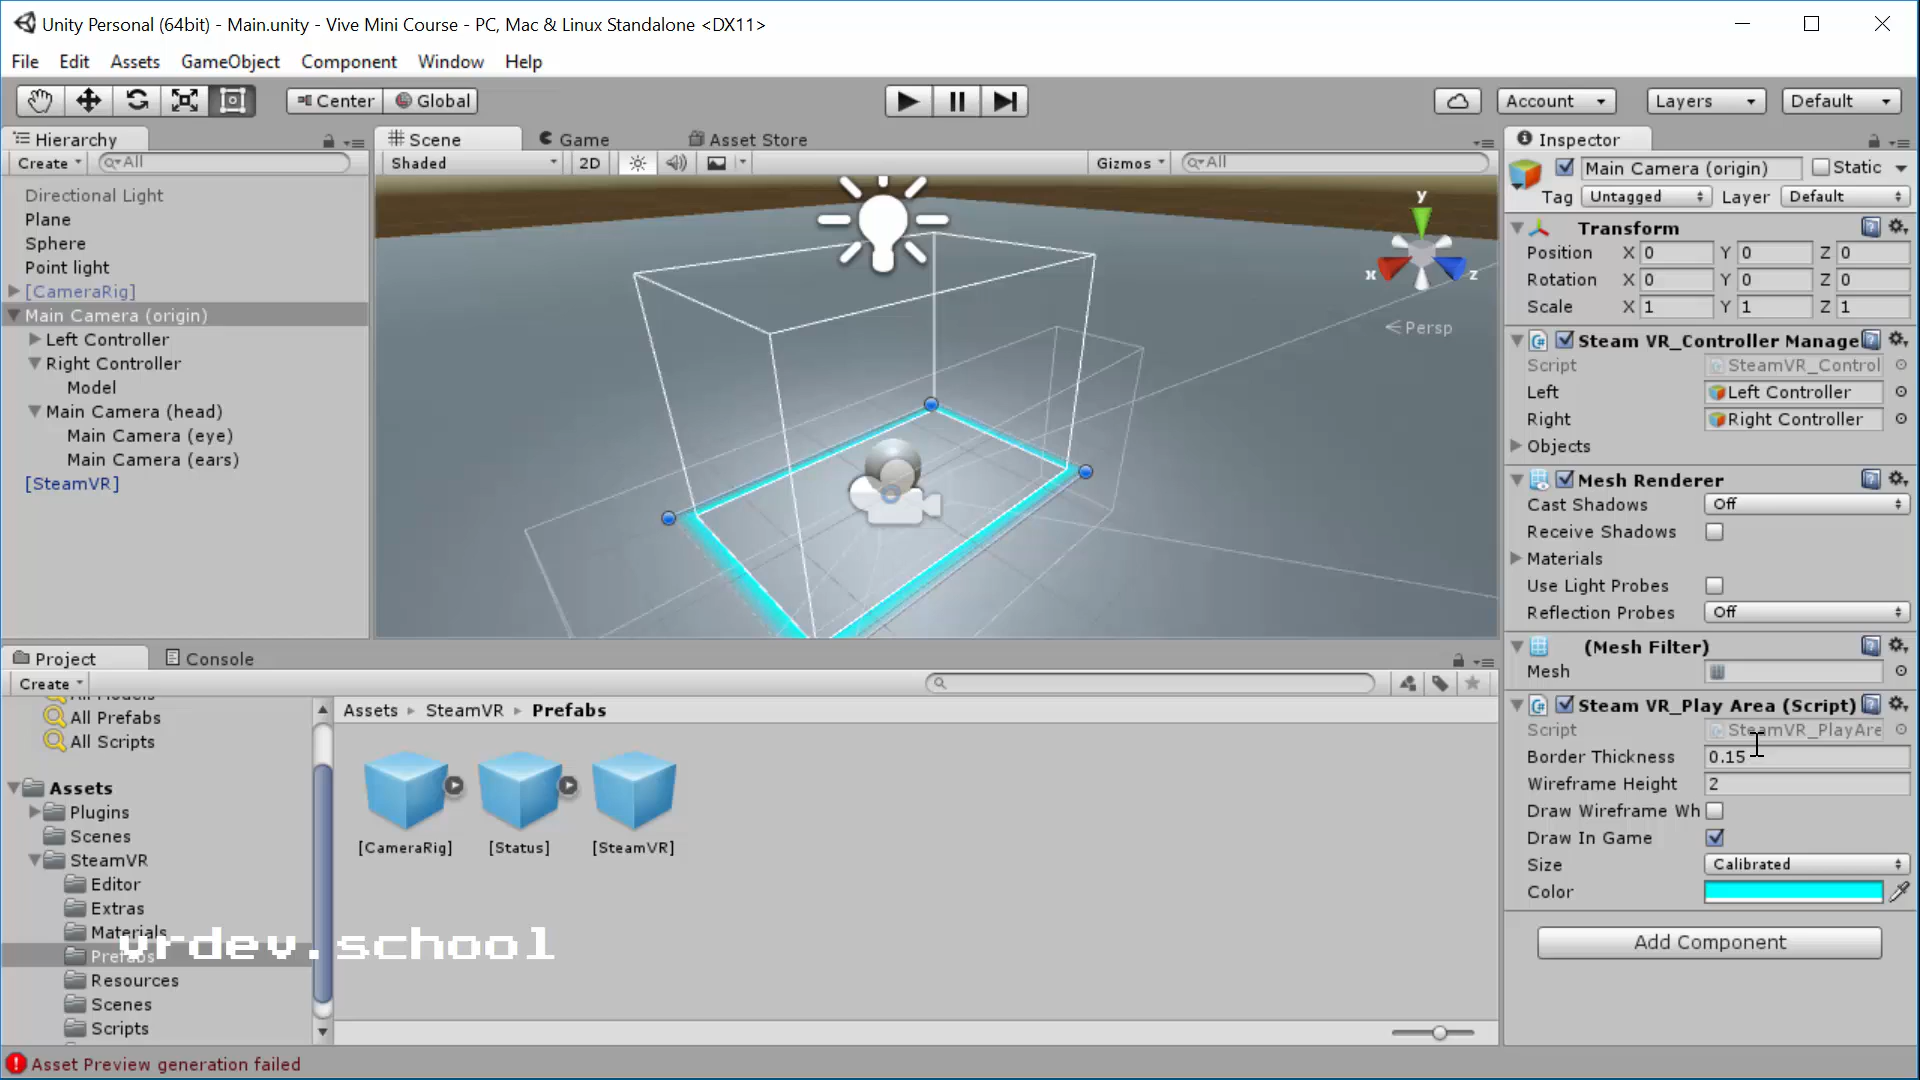 Unity Personal (64bit) - Main.unity - Vive Mini Course - PC, Mac & Linux Standalone <DX11>
File Edit Assets GameObject Component Window Help
Center Global
Account Layers Default
Hierarchy
Create All
Directional Light
Plane
Sphere
Point light
[CameraRig]
Main Camera (origin)
Left Controller
Right Controller
Model
Main Camera (head)
Main Camera (eye)
Main Camera (ears)
[SteamVR]
Scene Game Asset Store
Shaded 2D Gizmos All
y
x z
Persp
Inspector
Main Camera (origin) Static
Tag Untagged Layer Default
Transform
Position X 0 Y 0 Z 0
Rotation X 0 Y 0 Z 0
Scale X 1 Y 1 Z 1
Steam VR_Controller Manage
Script SteamVR_Control
Left Left Controller
Right Right Controller
Objects
Mesh Renderer
Cast Shadows Off
Receive Shadows
Materials
Use Light Probes
Reflection Probes Off
(Mesh Filter)
Mesh
Steam VR_Play Area (Script)
Script SteamVR_PlayAre
Border Thickness 0.15
Wireframe Height 2
Draw Wireframe Wh
Draw In Game
Size Calibrated
Color
Add Component
Project Console
Create
All Models
All Prefabs
All Scripts
Assets
Plugins
Scenes
SteamVR
Editor
Extras
Materials
Prefabs
Resources
Scenes
Scripts
Assets SteamVR Prefabs
[CameraRig] [Status] [SteamVR]
vrdev.school
Asset Preview generation failed